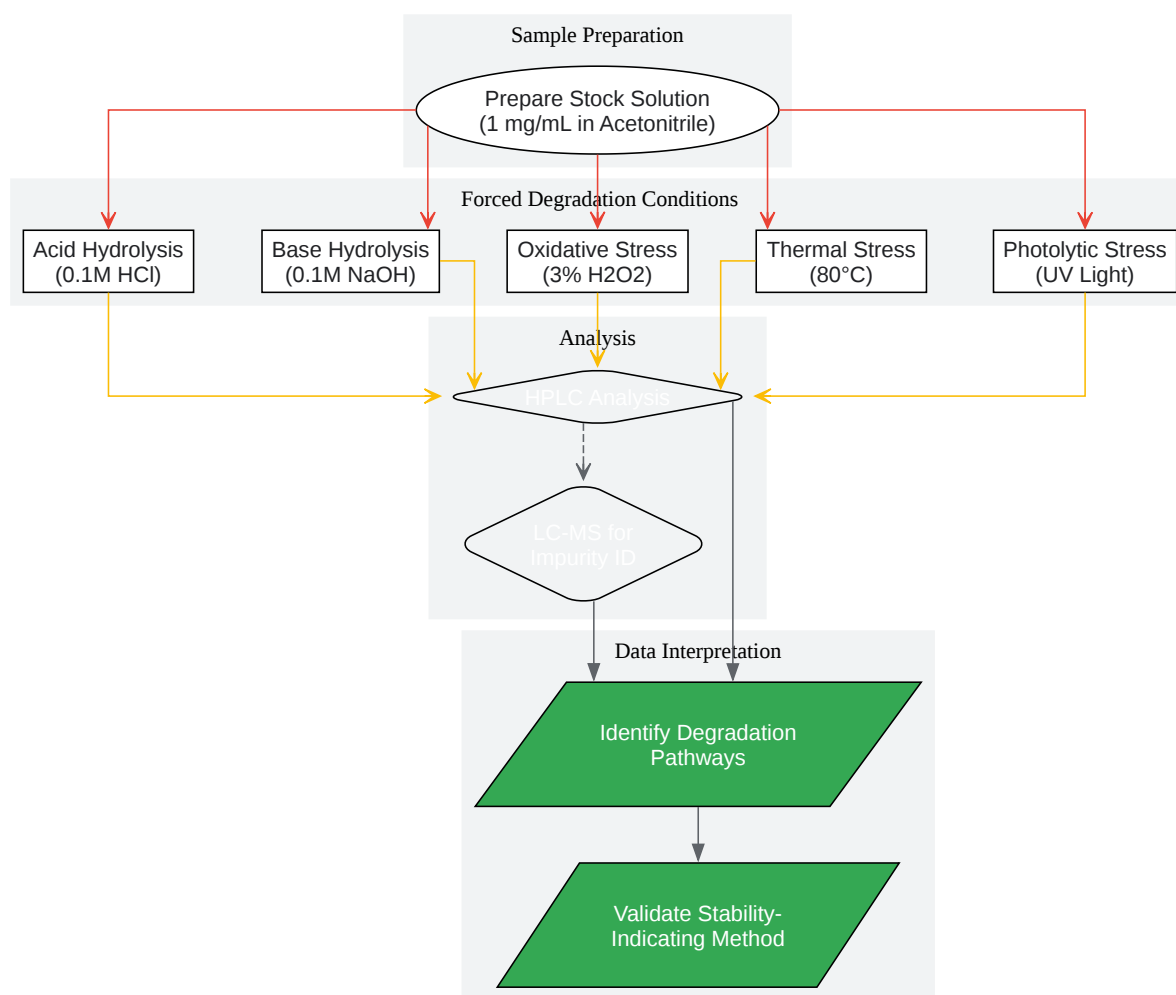 Sample Preparation
Prepare Stock Solution
(1 mg/mL in Acetonitrile)
Forced Degradation Conditions
Acid Hydrolysis
(0.1M HCl)
Base Hydrolysis
(0.1M NaOH)
Oxidative Stress
(3% H2O2)
Thermal Stress
(80°C)
Photolytic Stress
(UV Light)
Analysis
HPLC Analysis
LC-MS for
Impurity ID
Data Interpretation
Identify Degradation
Pathways
Validate Stability-
Indicating Method